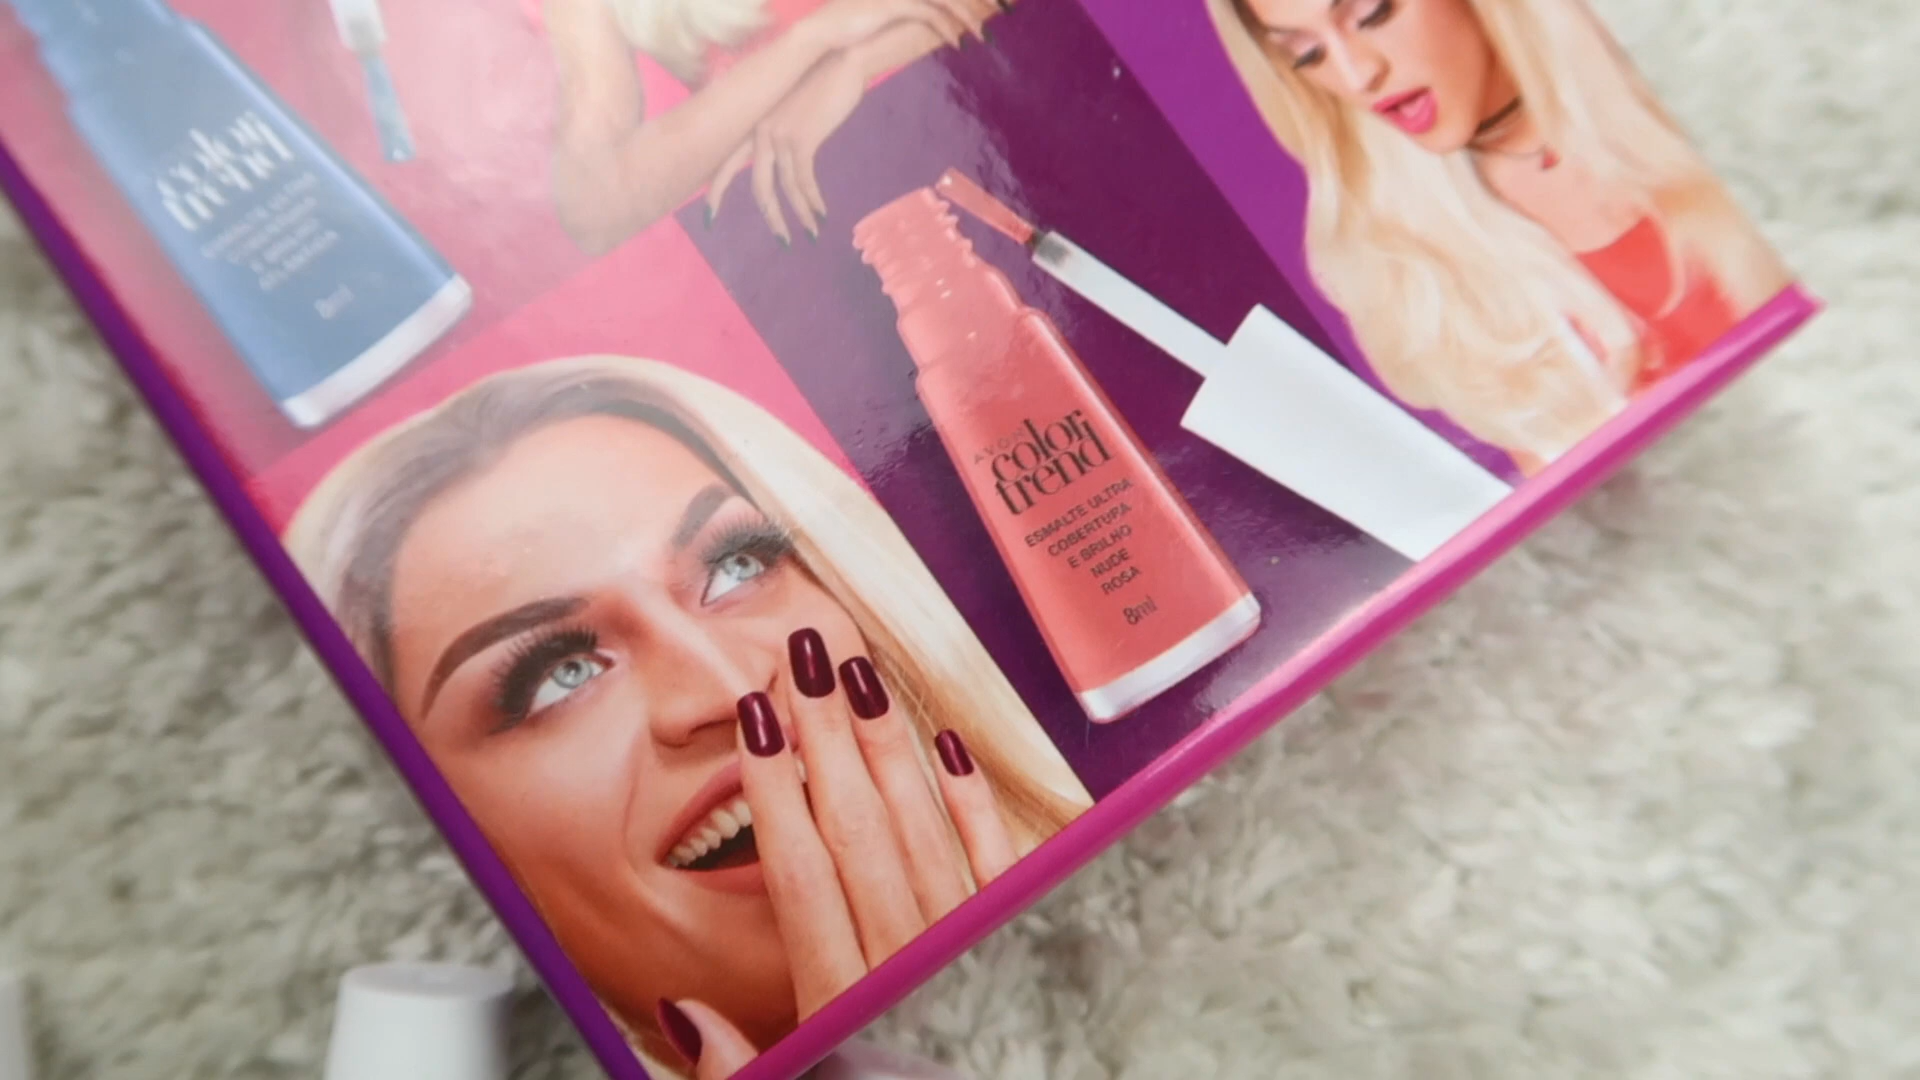 color
trend
8ml
AVON
color
trend
ESMALTE ULTRA
COBERTURA
E BRILHO
NUDE
ROSA
8ml